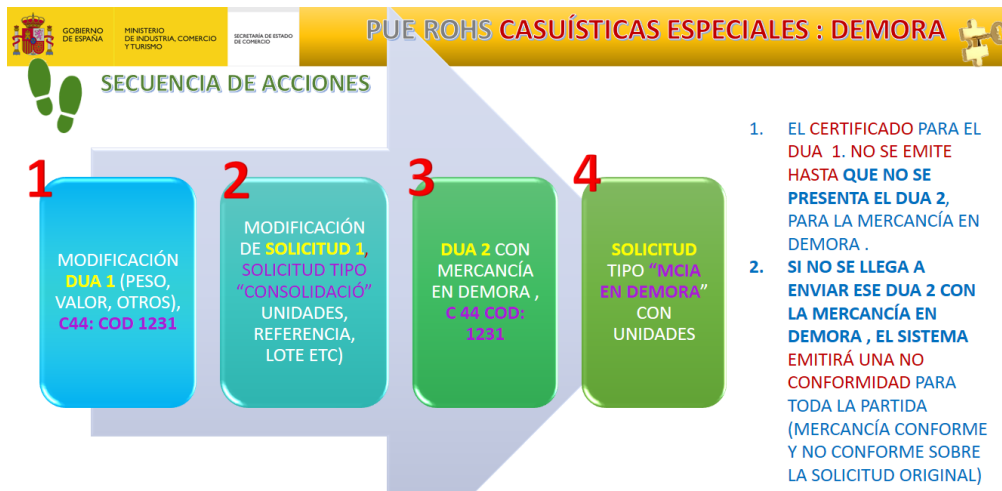 GOBIERNO
DE ESPAÑA
MINISTERIO
DE INDUSTRIA, COMERCIO
Y TURISMO
SECRETARÍA DE ESTADO
DE COMERCIO
PUE ROHS CASUÍSTICAS ESPECIALES : DEMORA
SECUENCIA DE ACCIONES
1
MODIFICACIÓN
DUA 1 (PESO,
VALOR, OTROS),
C44: COD 1231
2
MODIFICACIÓN
DE SOLICITUD 1,
SOLICITUD TIPO
“CONSOLIDACIÓ”
UNIDADES,
REFERENCIA,
LOTE ETC)
3
DUA 2 CON
MERCANCÍA
EN DEMORA ,
C 44 COD:
1231
4
SOLICITUD
TIPO “MCIA
EN DEMORA”
CON
UNIDADES
1. EL CERTIFICADO PARA EL
DUA 1. NO SE EMITE
HASTA QUE NO SE
PRESENTA EL DUA 2,
PARA LA MERCANCÍA EN
DEMORA .
2. SI NO SE LLEGA A
ENVIAR ESE DUA 2 CON
LA MERCANCÍA EN
DEMORA , EL SISTEMA
EMITIRÁ UNA NO
CONFORMIDAD PARA
TODA LA PARTIDA
(MERCANCÍA CONFORME
Y NO CONFORME SOBRE
LA SOLICITUD ORIGINAL)